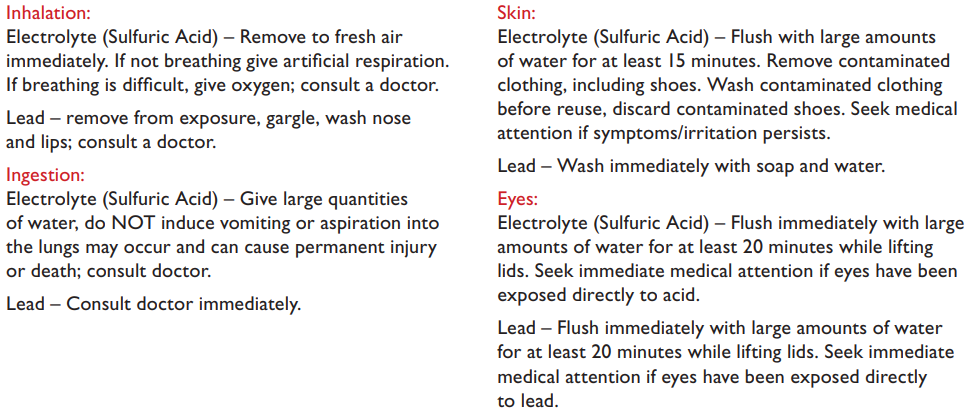 Inhalation:
Electrolyte (Sulfuric Acid) – Remove to fresh air
immediately. If not breathing give artificial respiration.
If breathing is difficult, give oxygen; consult a doctor.
Lead – remove from exposure, gargle, wash nose
and lips; consult a doctor.
Ingestion:
Electrolyte (Sulfuric Acid) – Give large quantities
of water, do NOT induce vomiting or aspiration into
the lungs may occur and can cause permanent injury
or death; consult doctor.
Lead – Consult doctor immediately.
Skin:
Electrolyte (Sulfuric Acid) – Flush with large amounts
of water for at least 15 minutes. Remove contaminated
clothing, including shoes. Wash contaminated clothing
before reuse, discard contaminated shoes. Seek medical
attention if symptoms/irritation persists.
Lead – Wash immediately with soap and water.
Eyes:
Electrolyte (Sulfuric Acid) – Flush immediately with large
amounts of water for at least 20 minutes while lifting
lids. Seek immediate medical attention if eyes have been
exposed directly to acid.
Lead – Flush immediately with large amounts of water
for at least 20 minutes while lifting lids. Seek immediate
medical attention if eyes have been exposed directly
to lead.